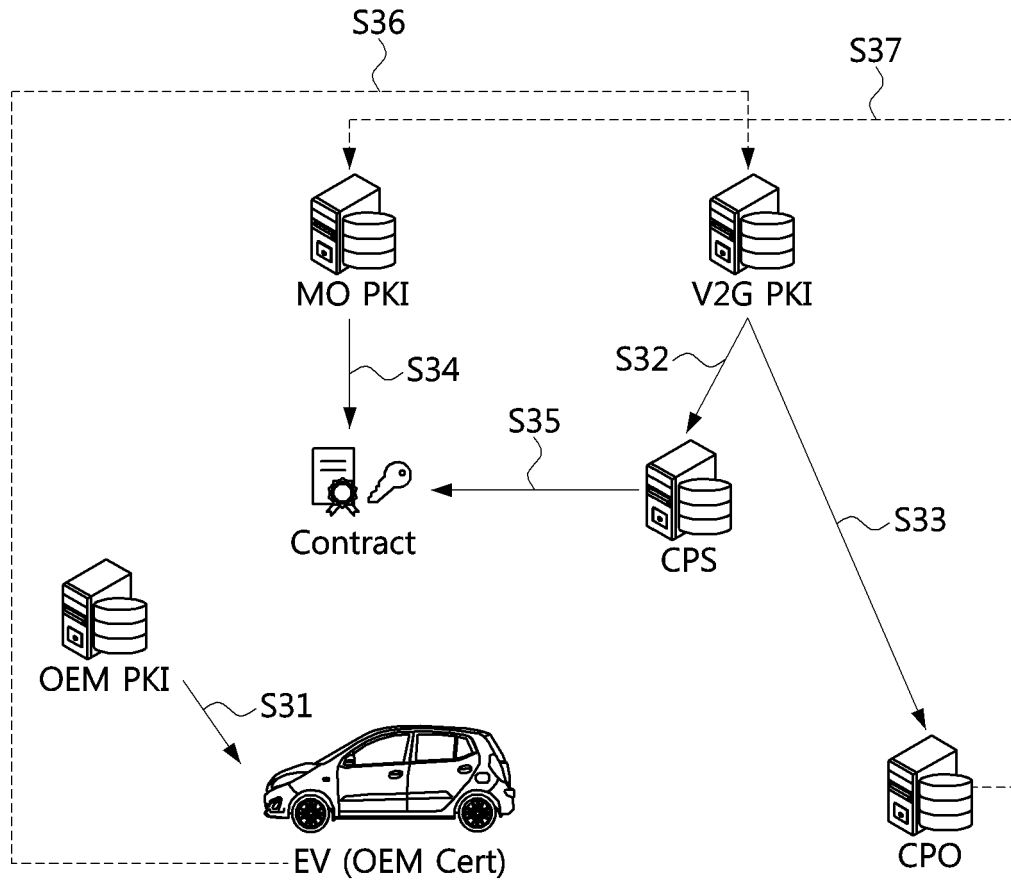 S36
S37
MO PKI
V2G PKI
S34
S32
S35
S33
Contract
CPS
OEM PKI
S31
EV (OEM Cert)
CPO